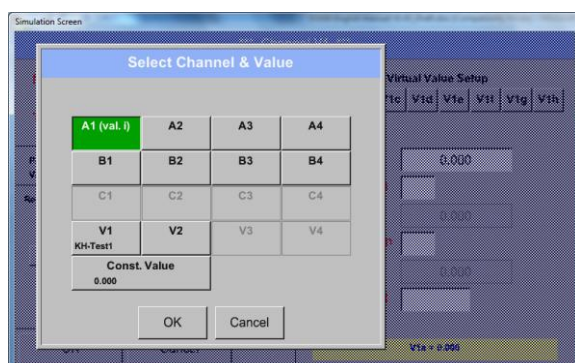 Simulation Screen
Select Channel & Value
Virtual Value Setup
V1c V1d V1e V1f V1g V1h
A1 (val. i) A2 A3 A4
B1 B2 B3 B4
0.000
C1 C2 C3 C4
0.000
V1 V2 V3 V4
KH-Test1
Const. Value
0.000
0.000
OK Cancel
V1a = 0.000
Cancel